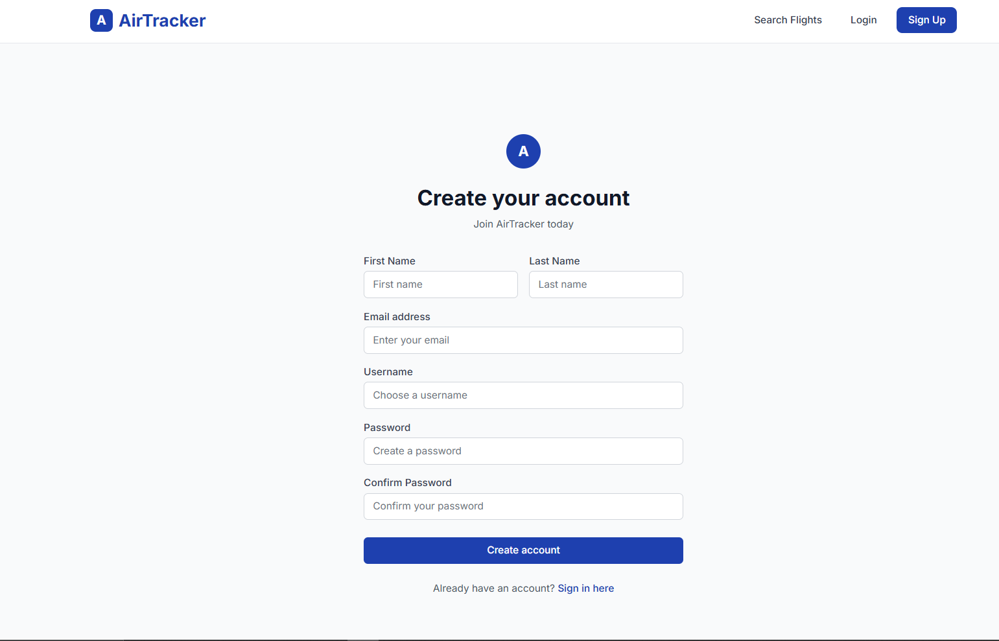 A AirTracker Search Flights Login Sign Up
A
Create your account
Join AirTracker today
First Name Last Name
First name Last name
Email address
Enter your email
Username
Choose a username
Password
Create a password
Confirm Password
Confirm your password
Create account
Already have an account? Sign in here